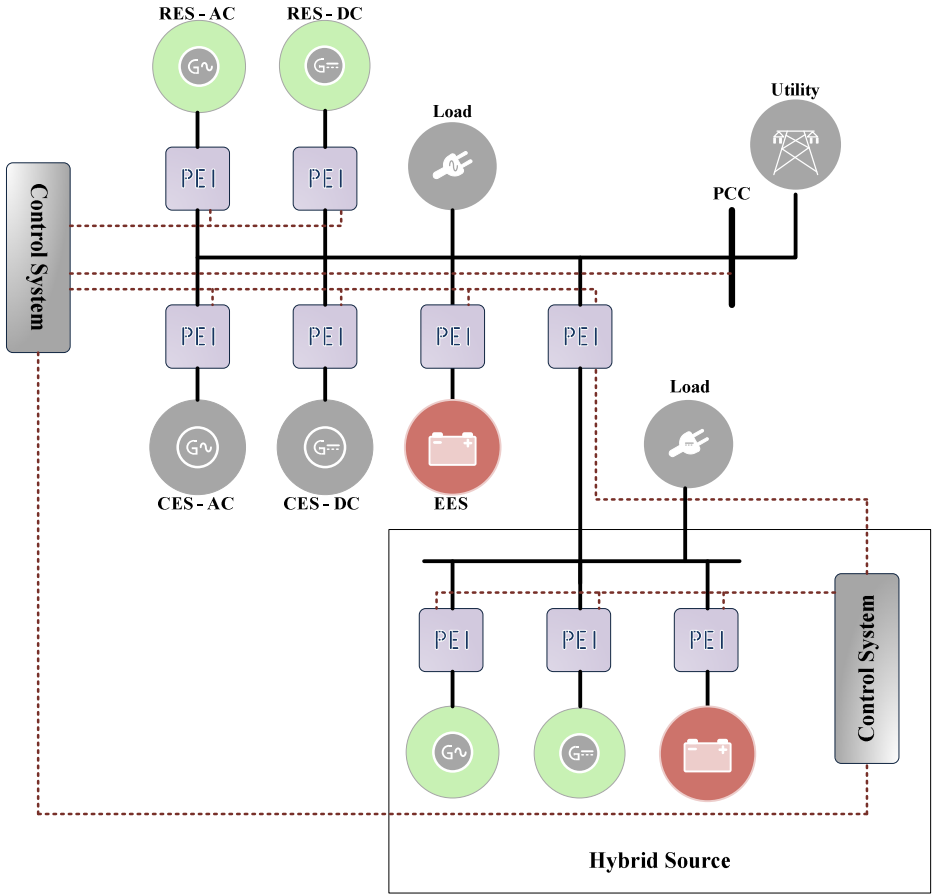 RES - AC
RES - DC
Load
Utility
PEI
PEI
PCC
Control System
PEI
PEI
PEI
PEI
Load
CES - AC
CES - DC
EES
PEI
PEI
PEI
Control System
Hybrid Source
G
G
G
G
G
G